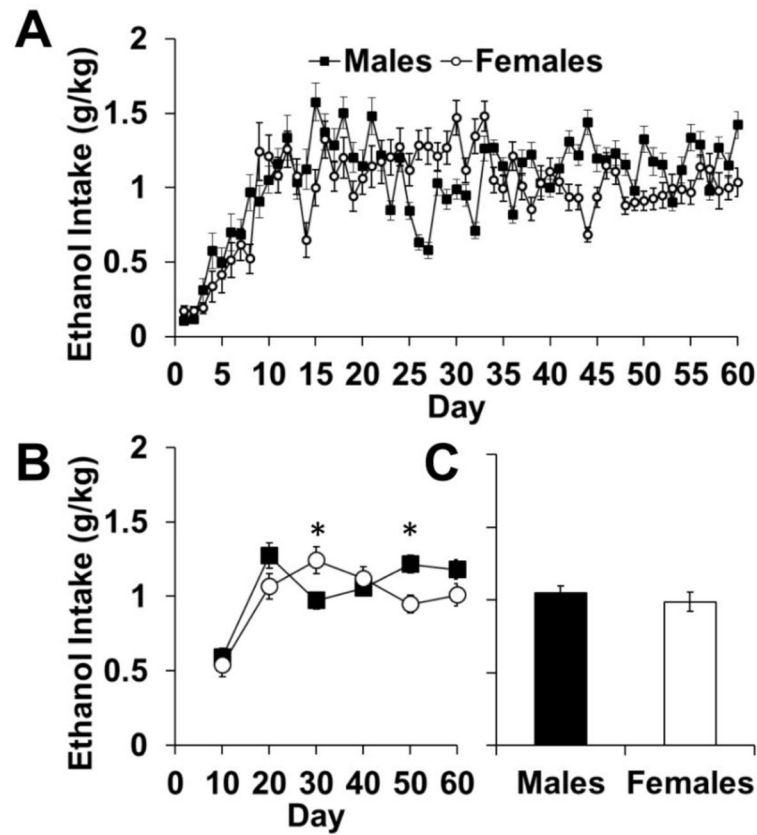 A
Males Females
Ethanol Intake (g/kg)
2
1.5
1
0.5
0
0 5 10 15 20 25 30 35 40 45 50 55 60
Day
B
Ethanol Intake (g/kg)
2
1.5
1
0.5
0
* *
0 10 20 30 40 50 60
Day
C
Males Females